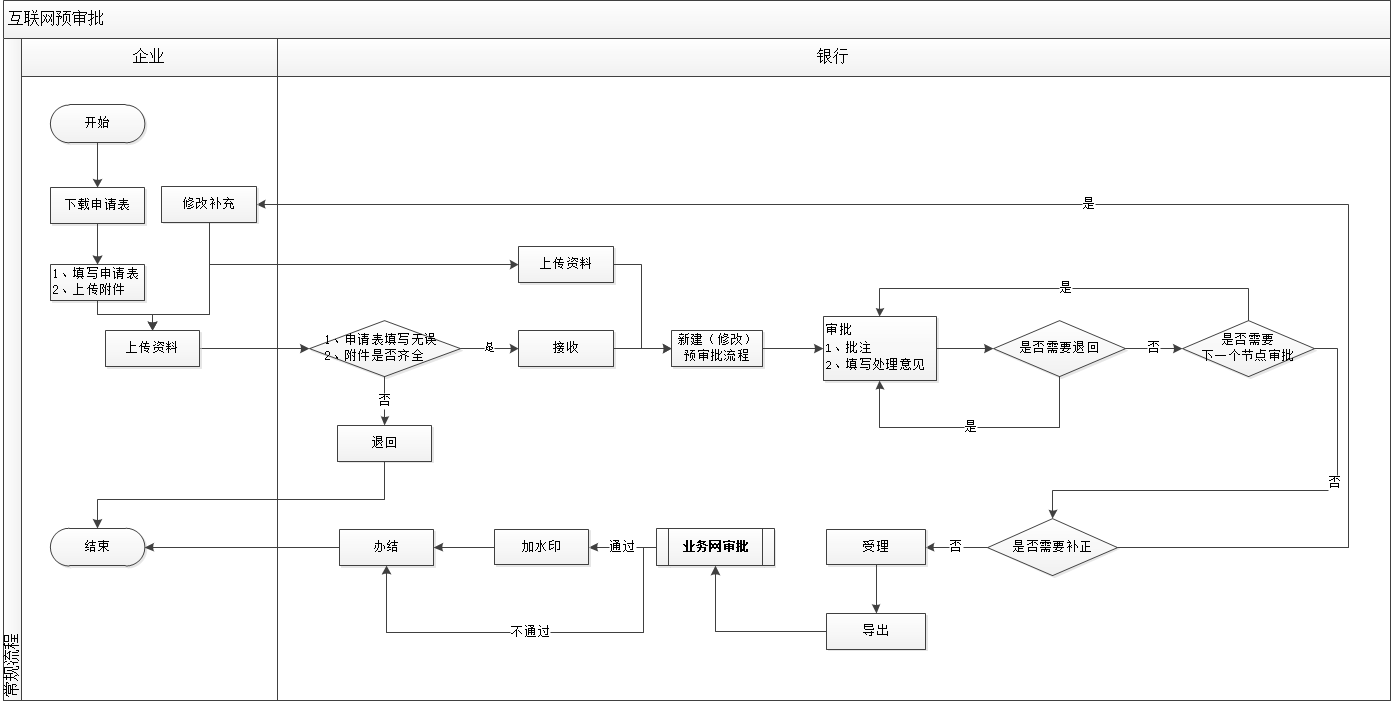 互联网预审批
企业
银行
开始
下载申请表
修改补充
是
1、填写申请表
2、上传附件
上传资料
是
上传资料
1、申请表填写无误
2、附件是否齐全
是
接收
新建（修改）
预审批流程
审批
1、批注
2、填写处理意见
是否需要退回
否
是否需要
下一个节点审批
否
退回
是
否
结束
办结
加水印
通过
业务网审批
受理
否
是否需要补正
不通过
导出
常规流程